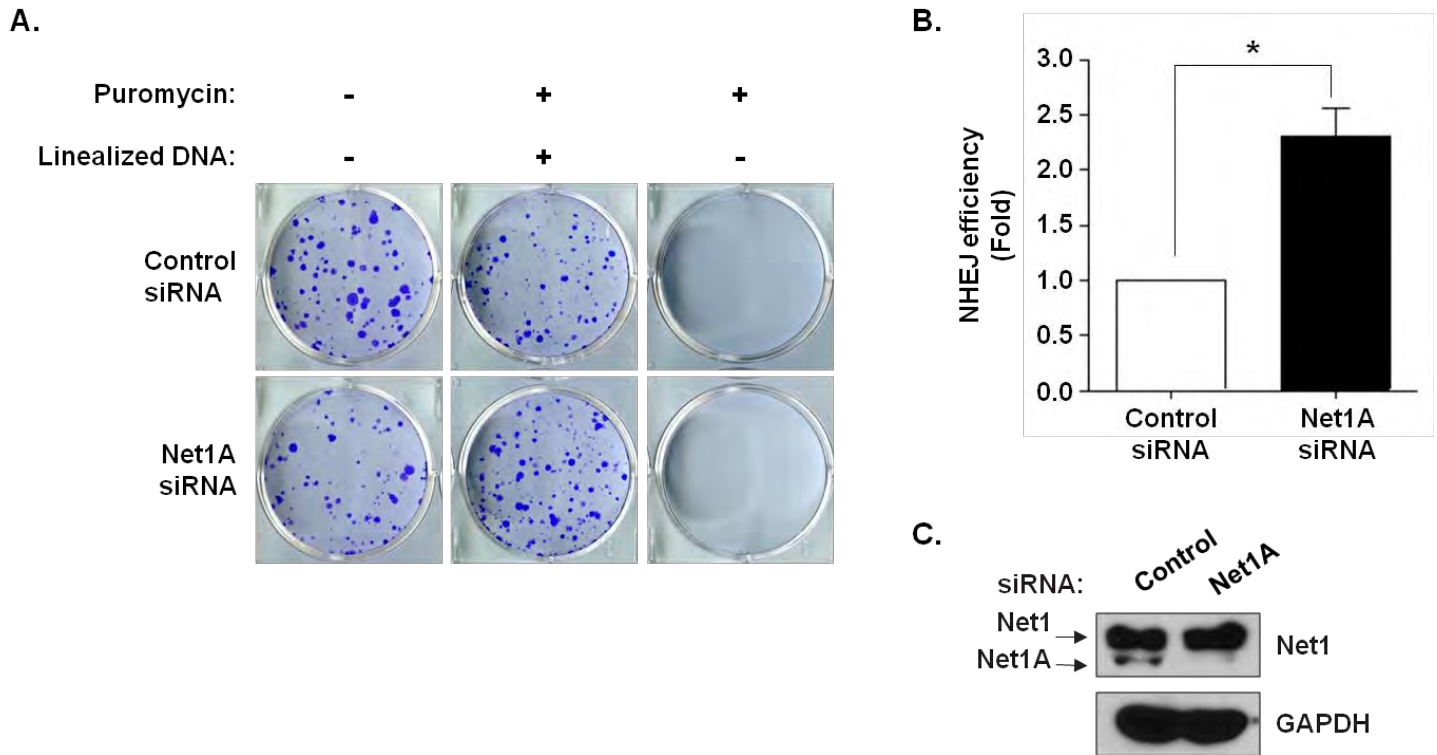 A.
Puromycin: - + +
Linealized DNA: - + -
Control
siRNA
Net1A
siRNA
B.
*
3.0
2.5
2.0
1.5
1.0
0.5
0.0
NHEJ efficiency
(Fold)
Control
siRNA
Net1A
siRNA
C.
siRNA: Control Net1A
Net1
Net1A
Net1
GAPDH